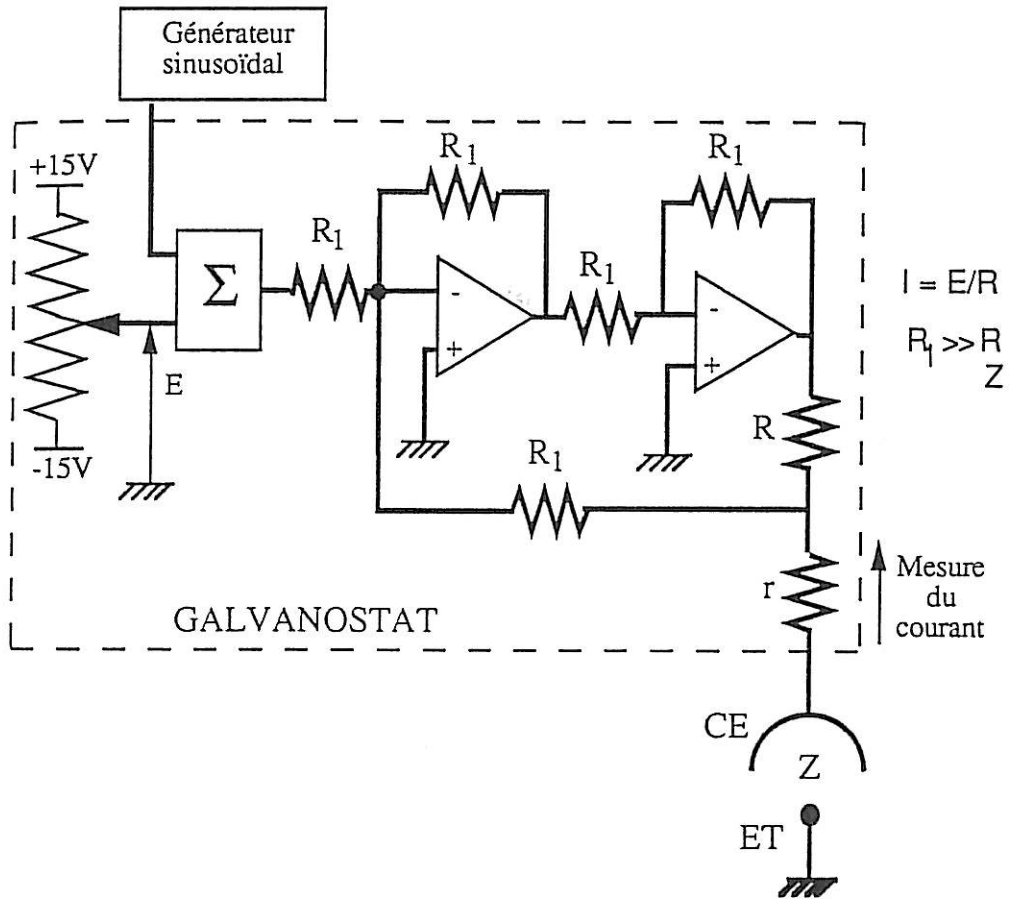 Générateur
sinusoïdal
+15V
R1
R1
R1
R1
Σ
-
+
-
+
I = E/R
R1 >> R
Z
E
-15V
R
R1
r
Mesure
du
courant
GALVANOSTAT
CE
Z
ET